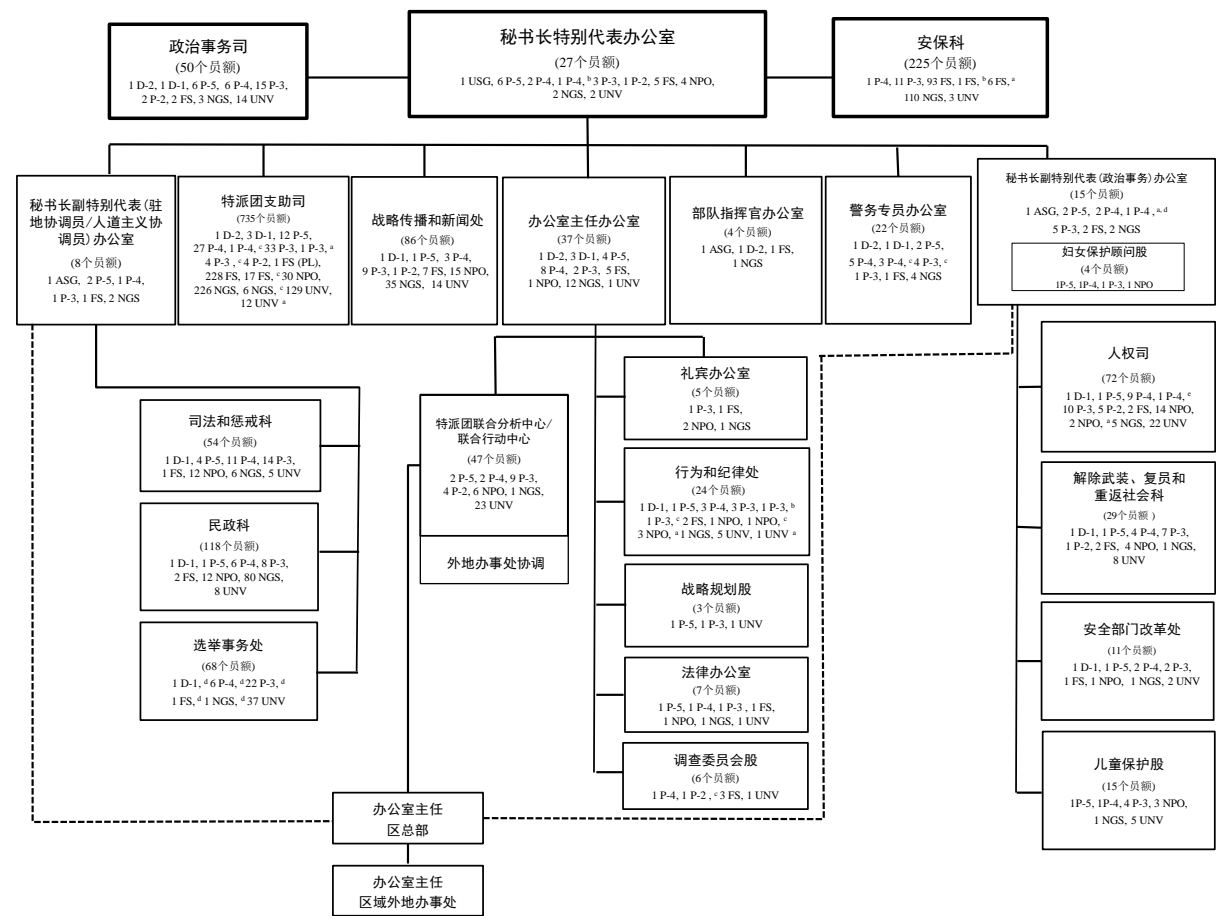 政治事务司
(50个员额)
1 D-2, 1 D-1, 6 P-5, 6 P-4, 15 P-3,
2 P-2, 2 FS, 3 NGS, 14 UNV
秘书长特别代表办公室
(27个员额)
1 USG, 6 P-5, 2 P-4, 1 P-4, ᵇ 3 P-3, 1 P-2, 5 FS, 4 NPO,
2 NGS, 2 UNV
安保科
(225个员额)
1 P-4, 11 P-3, 93 FS, 1 FS, ᵇ 6 FS, ᵃ
110 NGS, 3 UNV
秘书长副特别代表(驻
地协调员/人道主义协
调员)办公室
(8个员额)
1 ASG, 2 P-5, 1 P-4,
1 P-3, 1 FS, 2 NGS
特派团支助司
(735个员额)
1 D-2, 3 D-1, 12 P-5,
27 P-4, 1 P-4, ᶜ 33 P-3, 1 P-3, ᵃ
4 P-3 , ᶜ 4 P-2, 1 FS (PL),
228 FS, 17 FS, ᶜ 30 NPO,
226 NGS, 6 NGS, ᶜ 129 UNV,
12 UNV ᵃ
战略传播和新闻处
(86个员额)
1 D-1, 1 P-5, 3 P-4,
9 P-3, 1 P-2, 7 FS, 15 NPO,
35 NGS, 14 UNV
办公室主任办公室
(37个员额)
1 D-2, 3 D-1, 4 P-5,
8 P-4, 2 P-3, 5 FS,
1 NPO, 12 NGS, 1 UNV
部队指挥官办公室
(4个员额)
1 ASG, 1 D-2, 1 FS,
1 NGS
警务专员办公室
(22个员额)
1 D-2, 1 D-1, 2 P-5,
5 P-4, 3 P-4, ᶜ 4 P-3, ᶜ
1 P-3, 1 FS, 4 NGS
秘书长副特别代表(政治事务)办公室
(15个员额)
1 ASG, 2 P-5, 2 P-4, 1 P-4 , ᵃ, ᵈ
5 P-3, 2 FS, 2 NGS
妇女保护顾问股
(4个员额)
1P-5, 1P-4, 1 P-3, 1 NPO
司法和惩戒科
(54个员额)
1 D-1, 4 P-5, 11 P-4, 14 P-3,
1 FS, 12 NPO, 6 NGS, 5 UNV
民政科
(118个员额)
1 D-1, 1 P-5, 6 P-4, 8 P-3,
2 FS, 12 NPO, 80 NGS,
8 UNV
选举事务处
(68个员额)
1 D-1, ᵈ 6 P-4, ᵈ 22 P-3, ᵈ
1 FS, ᵈ 1 NGS, ᵈ 37 UNV
特派团联合分析中心/
联合行动中心
(47个员额)
2 P-5, 2 P-4, 9 P-3,
4 P-2, 6 NPO, 1 NGS,
23 UNV
外地办事处协调
礼宾办公室
(5个员额)
1 P-3, 1 FS,
2 NPO, 1 NGS
行为和纪律处
(24个员额)
1 D-1, 1 P-5, 3 P-4, 3 P-3, 1 P-3, ᵇ
1 P-3, ᶜ 2 FS, 1 NPO, 1 NPO, ᶜ
3 NPO, ᵃ 1 NGS, 5 UNV, 1 UNV ᵃ
战略规划股
(3个员额)
1 P-5, 1 P-3, 1 UNV
法律办公室
(7个员额)
1 P-5, 1 P-4, 1 P-3 , 1 FS,
1 NPO, 1 NGS, 1 UNV
调查委员会股
(6个员额)
1 P-4, 1 P-2 , ᶜ 3 FS, 1 UNV
人权司
(72个员额)
1 D-1, 1 P-5, 9 P-4, 1 P-4, ᵉ
10 P-3, 5 P-2, 2 FS, 14 NPO,
2 NPO, ᵃ 5 NGS, 22 UNV
解除武装、复员和
重返社会科
(29个员额 )
1 D-1, 1 P-5, 4 P-4, 7 P-3,
1 P-2, 2 FS, 4 NPO, 1 NGS,
8 UNV
安全部门改革处
(11个员额)
1 D-1, 1 P-5, 2 P-4, 2 P-3,
1 FS, 1 NPO, 1 NGS, 2 UNV
儿童保护股
(15个员额)
1P-5, 1P-4, 4 P-3, 3 NPO,
1 NGS, 5 UNV
办公室主任
区总部
办公室主任
区域外地办事处